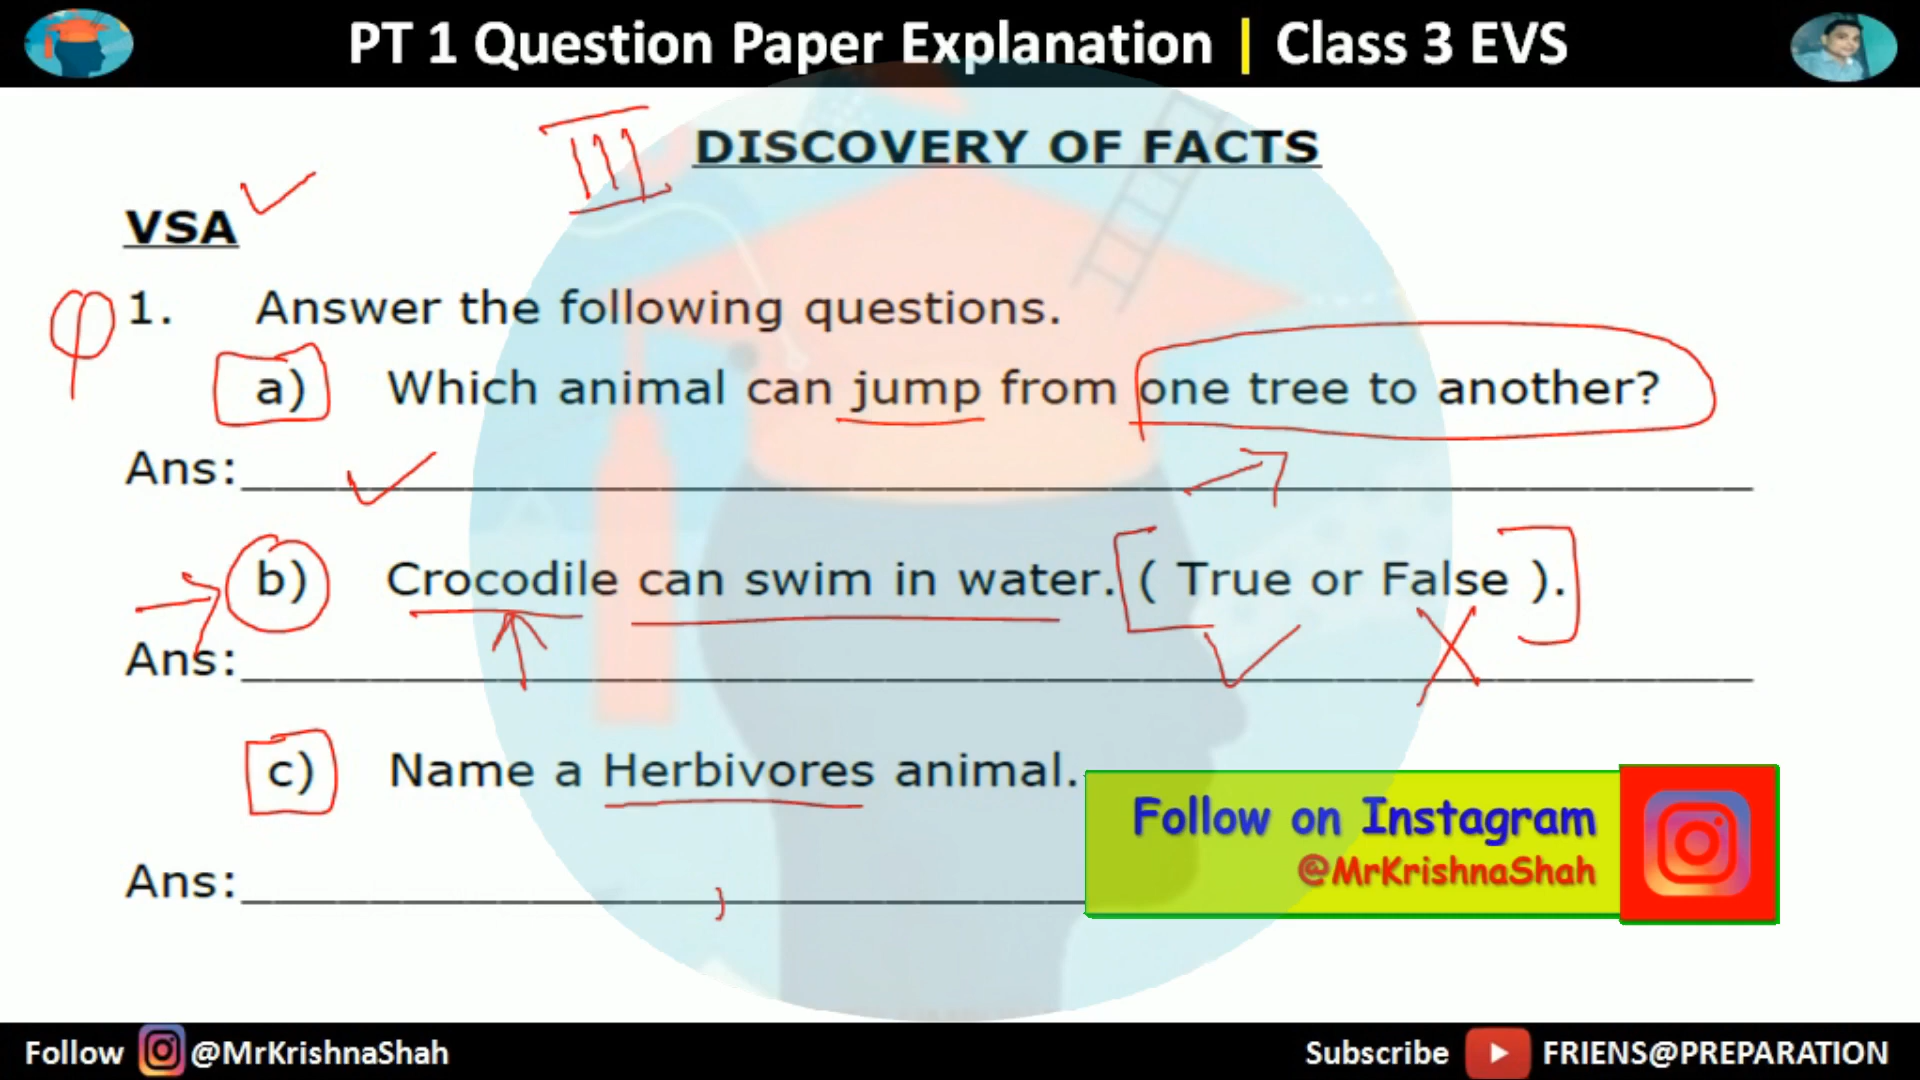 PT 1 Question Paper Explanation | Class 3 EVS
III DISCOVERY OF FACTS
VSA
1. Answer the following questions.
a) Which animal can jump from one tree to another?
Ans:
b) Crocodile can swim in water. ( True or False ).
Ans:
c) Name a Herbivores animal.
Follow on Instagram
@MrKrishnaShah
Ans:
Follow @MrKrishnaShah
Subscribe FRIENS@PREPARATION